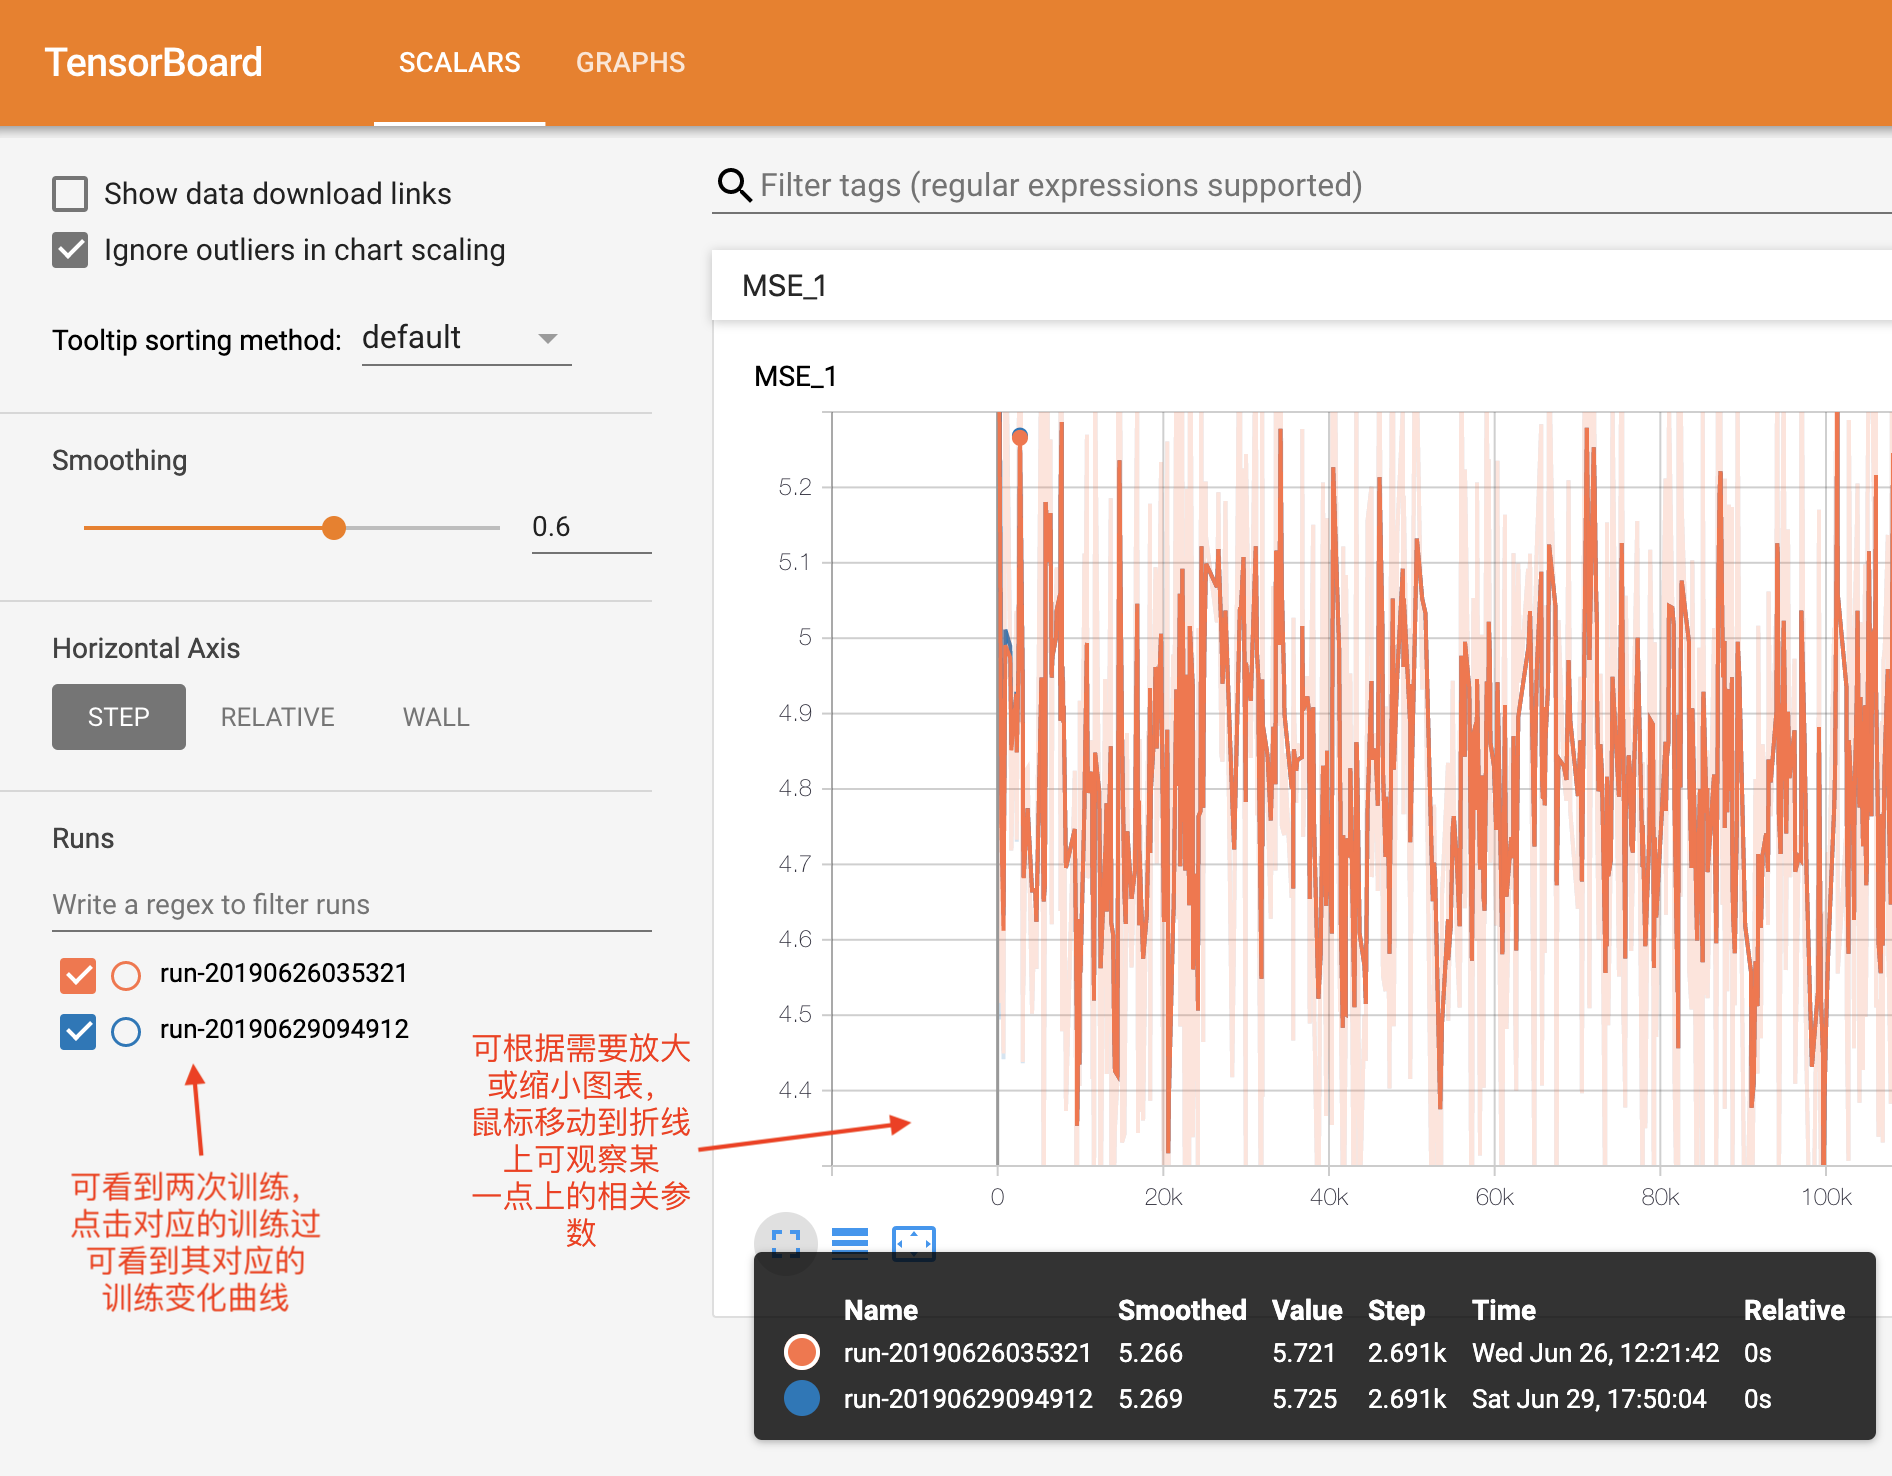 TensorBoard
SCALARS
GRAPHS
Show data download links
Ignore outliers in chart scaling
Tooltip sorting method:
default
Smoothing
0.6
Horizontal Axis
STEP
RELATIVE
WALL
Runs
Write a regex to filter runs
run-20190626035321
run-20190629094912
可看到两次训练，
点击对应的训练过
可看到其对应的
训练变化曲线
可根据需要放大
或缩小图表，
鼠标移动到折线
上可观察某
一点上的相关参
数
Filter tags (regular expressions supported)
MSE_1
MSE_1
5.2
5.1
5
4.9
4.8
4.7
4.6
4.5
4.4
0 20k 40k 60k 80k 100k
Name Smoothed Value Step Time Relative
run-20190626035321 5.266 5.721 2.691k Wed Jun 26, 12:21:42 0s
run-20190629094912 5.269 5.725 2.691k Sat Jun 29, 17:50:04 0s